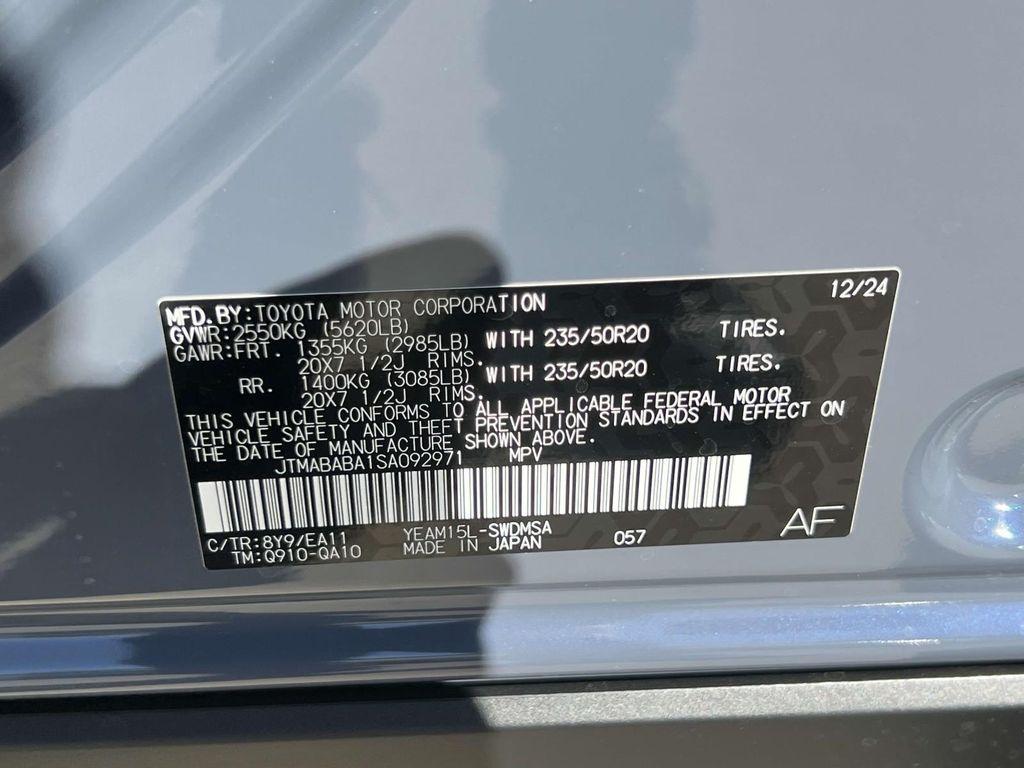 12/24
MFD. BY: TOYOTA MOTOR CORPORATION
GVWR: 2550KG (5620LB)
GAWR: FRT. 1355KG (2985LB) WITH 235/50R20 TIRES.
20X7 1/2J RIMS.
RR. 1400KG (3085LB) WITH 235/50R20 TIRES.
20X7 1/2J RIMS.
THIS VEHICLE CONFORMS TO ALL APPLICABLE FEDERAL MOTOR
VEHICLE SAFETY AND THEFT PREVENTION STANDARDS IN EFFECT ON
THE DATE OF MANUFACTURE SHOWN ABOVE.
JTMABABA1SA092971 MPV
C/TR: 8Y9/EA11 YEAM15L-SWDMSA
TM: Q910-QA10 MADE IN JAPAN 057
AF